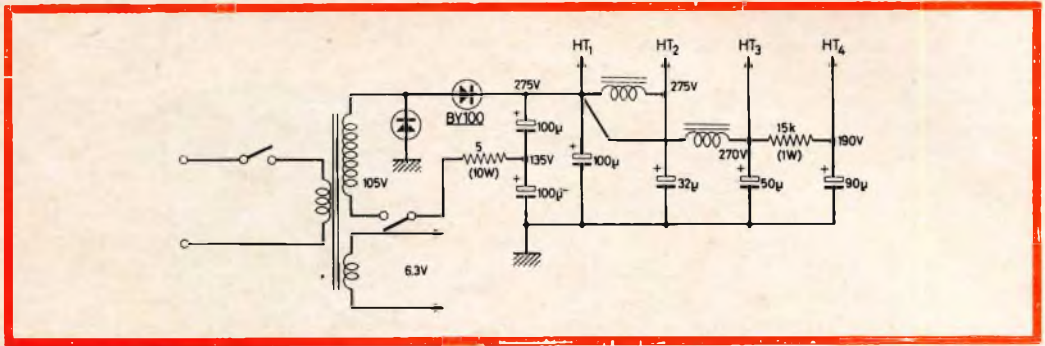 HT1
HT2
HT3
HT4
275V
275V
BY100
100μ
15k
5
135V
100μ
270V
(1W)
190V
(10W)
105V
100μ
32μ
50μ
90μ
6.3V